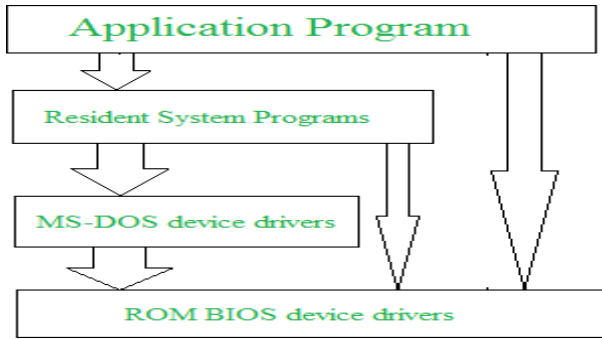 Application Program
Resident System Programs
MS-DOS device drivers
ROM BIOS device drivers